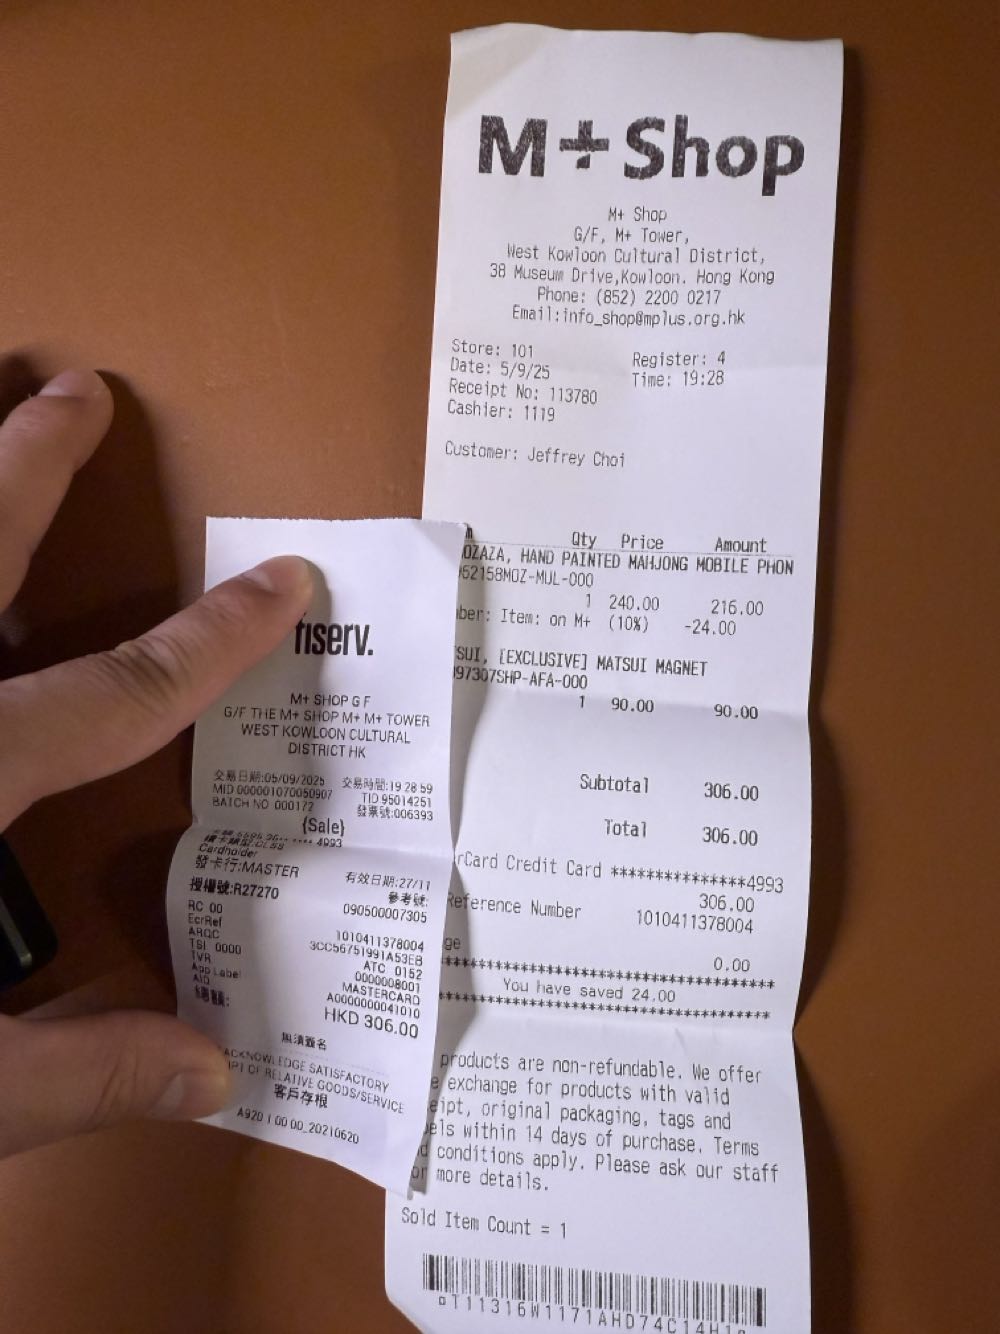 M+ Shop
M+ Shop
G/F, M+ Tower,
West Kowloon Cultural District,
38 Museum Drive,Kowloon. Hong Kong
Phone: (852) 2200 0217
Email:info_shop@mplus.org.hk
Store: 101 Register: 4
Date: 5/9/25 Time: 19:28
Receipt No: 113780
Cashier: 1119
Customer: Jeffrey Choi
Qty Price Amount
OZAZA, HAND PAINTED MAHJONG MOBILE PHON
52158MOZ-MUL-000
1 240.00 216.00
ber: Item: on M+ (10%) -24.00
SUI, [EXCLUSIVE] MATSUI MAGNET
97307SHP-AFA-000
1 90.00 90.00
Subtotal 306.00
Total 306.00
rCard Credit Card ***************4993
306.00
Reference Number 1010411378004
ge
0.00
You have saved 24.00
products are non-refundable. We offer
e exchange for products with valid
eipt, original packaging, tags and
els within 14 days of purchase. Terms
d conditions apply. Please ask our staff
or more details.
Sold Item Count = 1
fiserv.
M+ SHOP G F
G/F THE M+ SHOP M+ M+ TOWER
WEST KOWLOON CULTURAL
DISTRICT HK
交易日期:05/09/2025 交易時間:19 28 59
MID 000001070050907 TID 95014251
BATCH NO 000172 發票號:006393
(Sale)
4993
Cardholder
發卡行:MASTER 有效日期:27/11
授權號:R27270 參考號:
RC 00 090500007305
EcrRef 1010411378004
ARQC 3CC56751991A53EB
TSI 0000 ATC 0152
TVR 0000008001
App Label MASTERCARD
AID A0000000041010
總額: HKD 306.00
無須簽名
ACKNOWLEDGE SATISFACTORY
IPT OF RELATIVE GOODS/SERVICE
客戶存根
A920 1 00 00_20210620